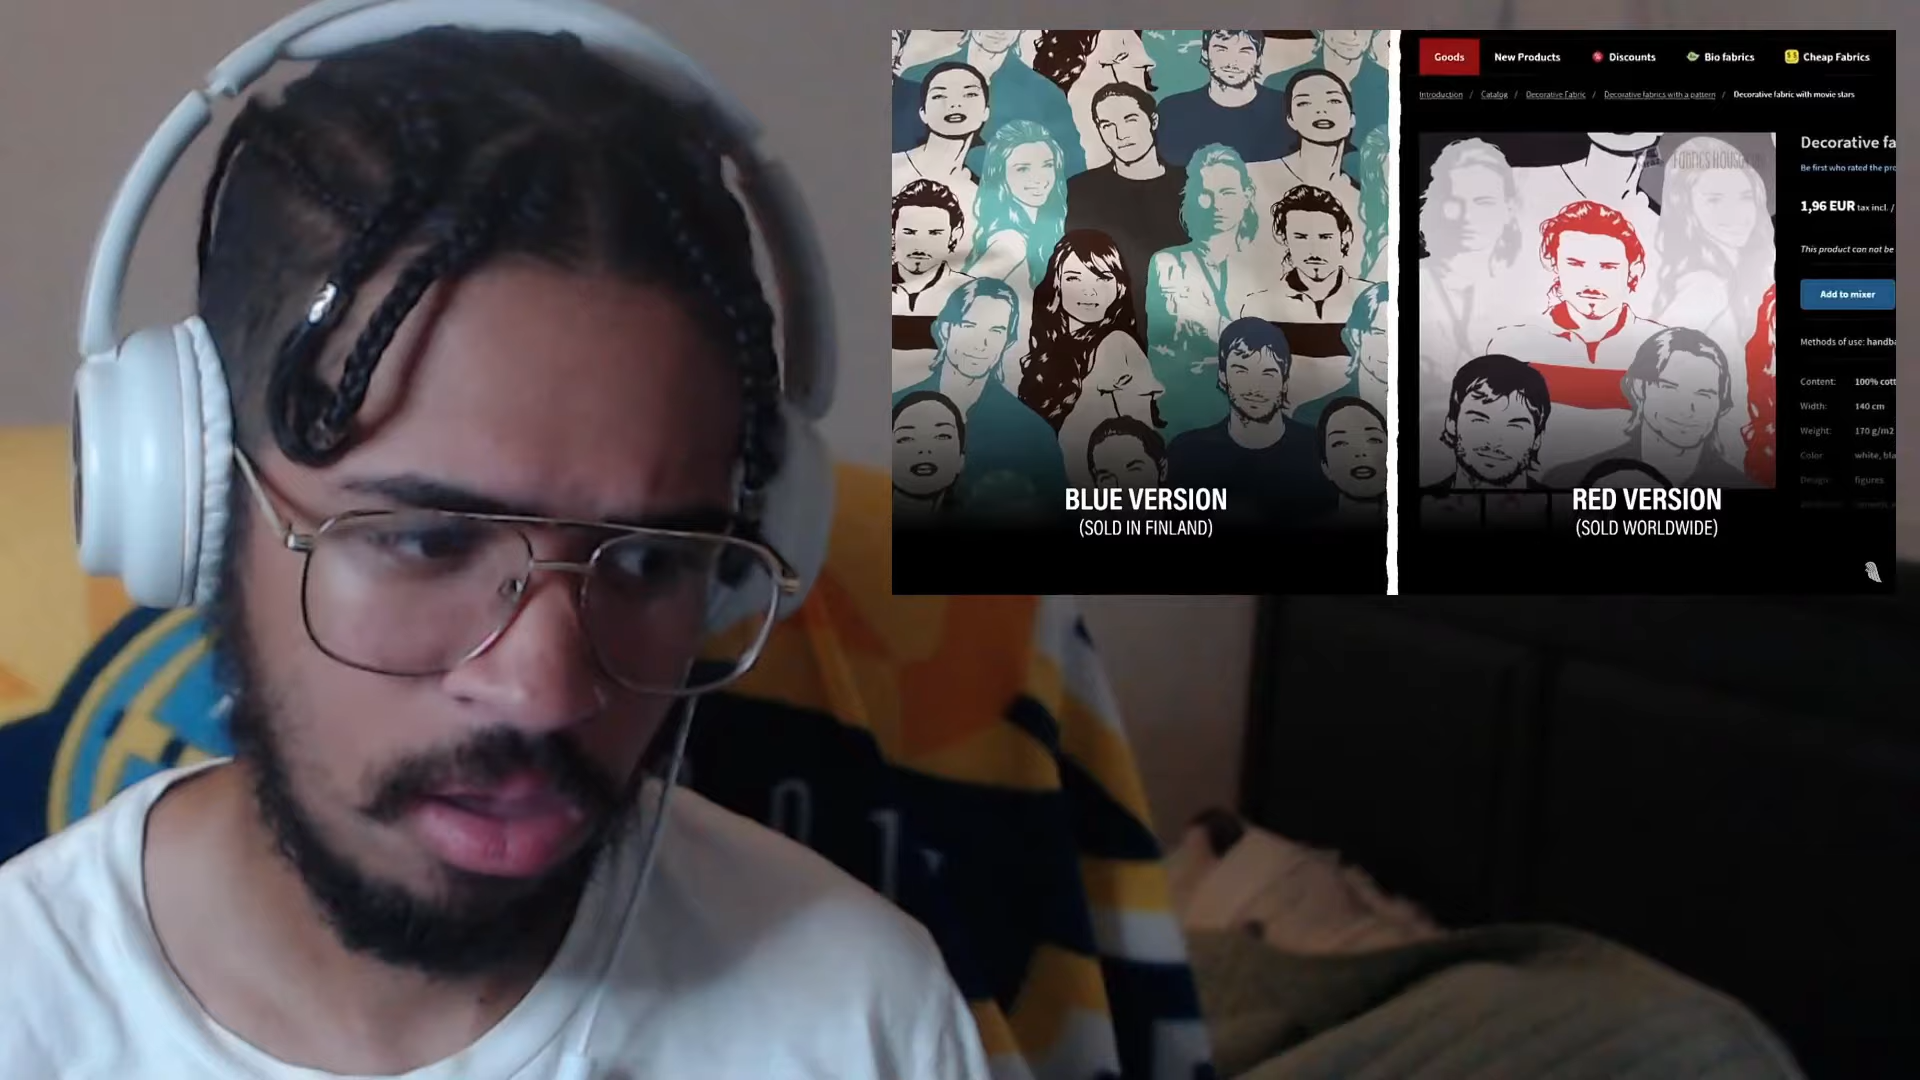 Goods New Products Discounts Bio fabrics Cheap Fabrics
Introduction / Catalog / Decorative Fabric / Decorative fabrics with a pattern / Decorative fabric with movie stars
Decorative fa
Be first who rated the pro
1,96 EUR tax incl. /
This product can not be
Add to mixer
Methods of use: handba
Content: 100% cott
Width: 140 cm
Weight: 170 g/m2
Color: white, bla
Design: figures
BLUE VERSION
(SOLD IN FINLAND)
RED VERSION
(SOLD WORLDWIDE)
0 1